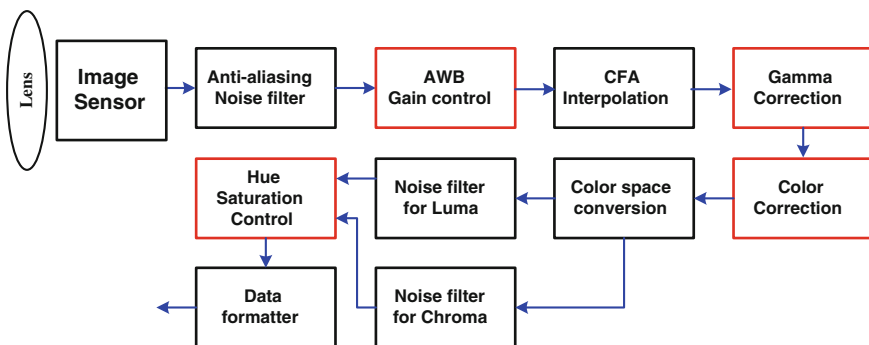 Lens
Image
Sensor
Anti-aliasing
Noise filter
AWB
Gain control
CFA
Interpolation
Gamma
Correction
Hue
Saturation
Control
Noise filter
for Luma
Color space
conversion
Color
Correction
Data
formatter
Noise filter
for Chroma